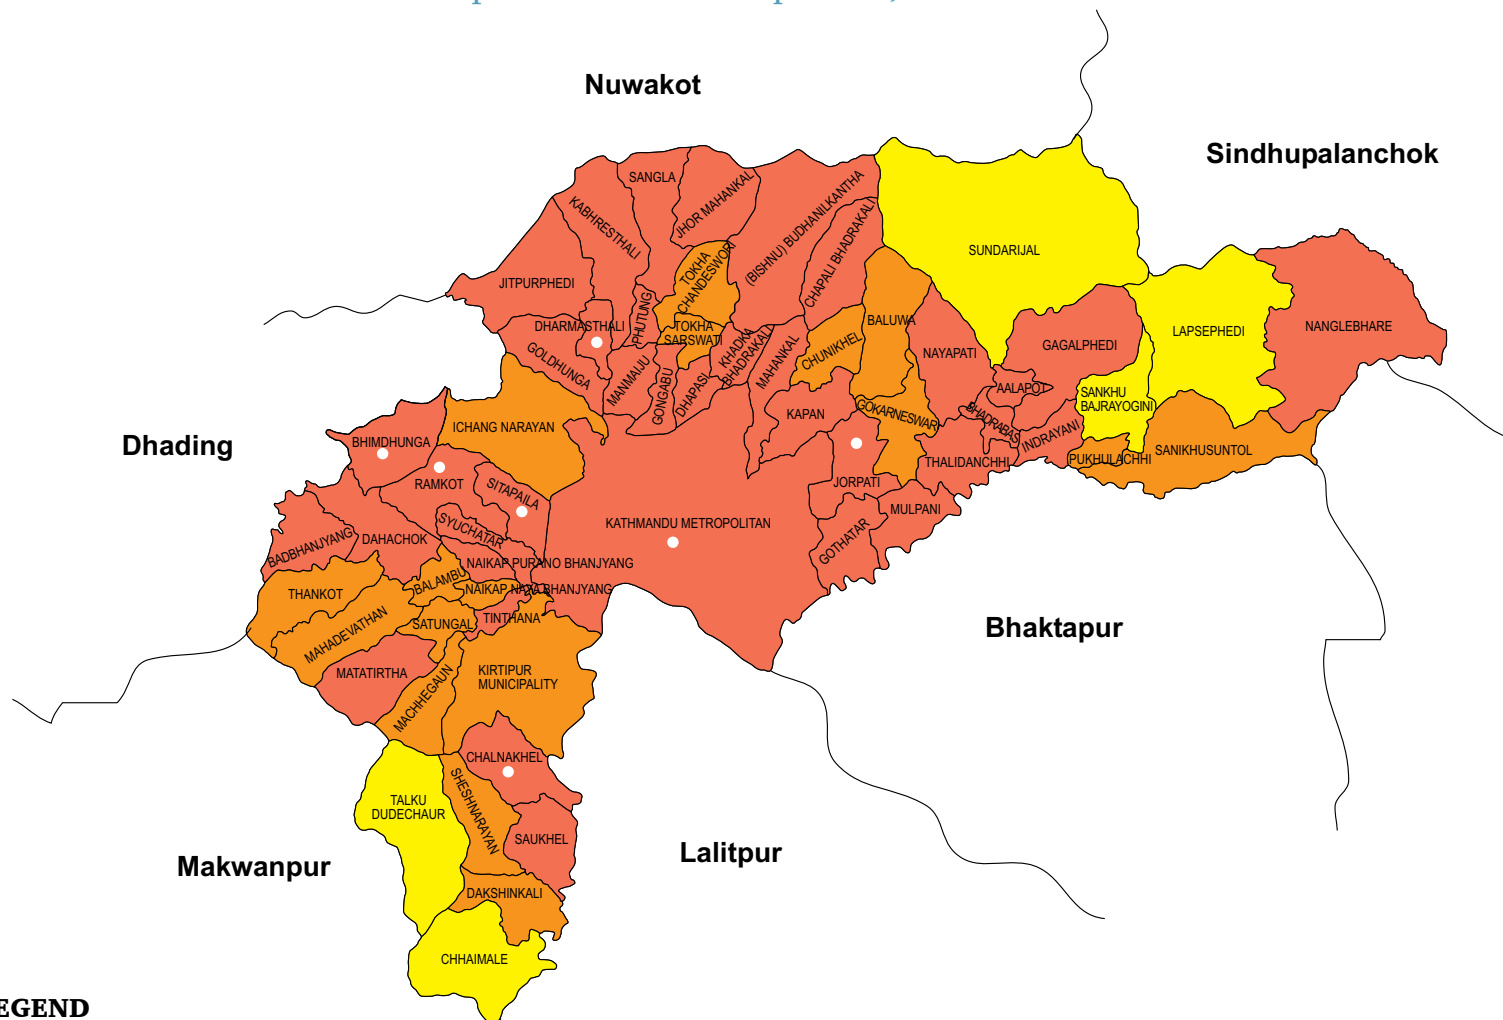 Nuwakot
Sindhupalanchok
SANGLA
JHOR MAHANKAL
KABHRESTHALI
(BISHNU) BUDHANILKANTHA
CHAPALI BHADRAKALI
SUNDARIJAL
TOKHA
CHANDESWORI
JITPURPHEDI
PHUTUNG
DHARMASTHALI
TOKHA
SARSWATI
BALUWA
LAPSEPHEDI
NANGLEBHARE
KHADKA
BHADRAKALI
MAHANKAL
CHUNIKHEL
NAYAPATI
GAGALPHEDI
GOLDHUNGA
MANMAIJU
GONGABU
DHAPASI
AALAPOT
SANKHU
BAJRAYOGINI
KAPAN
GOKARNESWAR
BHADRABAS
INDRAYANI
Dhading
BHIMDHUNGA
ICHANG NARAYAN
THALIDANCHHI
PUKHULACHHI
SANIKHUSUNTOL
RAMKOT
SITAPAILA
JORPATI
MULPANI
SYUCHATAR
KATHMANDU METROPOLITAN
GOTHATAR
BADBHANJYANG
DAHACHOK
NAIKAP PURANO BHANJYANG
BALAMBU
NAIKAP NAYA BHANJYANG
THANKOT
MAHADEVATHAN
SATUNGAL
TINTHANA
Bhaktapur
MATATIRTHA
MACHHEGAUN
KIRTIPUR
MUNICIPALITY
CHALNAKHEL
TALKU
DUDECHAUR
SHESHNARAYAN
SAUKHEL
Makwanpur
Lalitpur
DAKSHINKALI
CHHAIMALE
EGEND